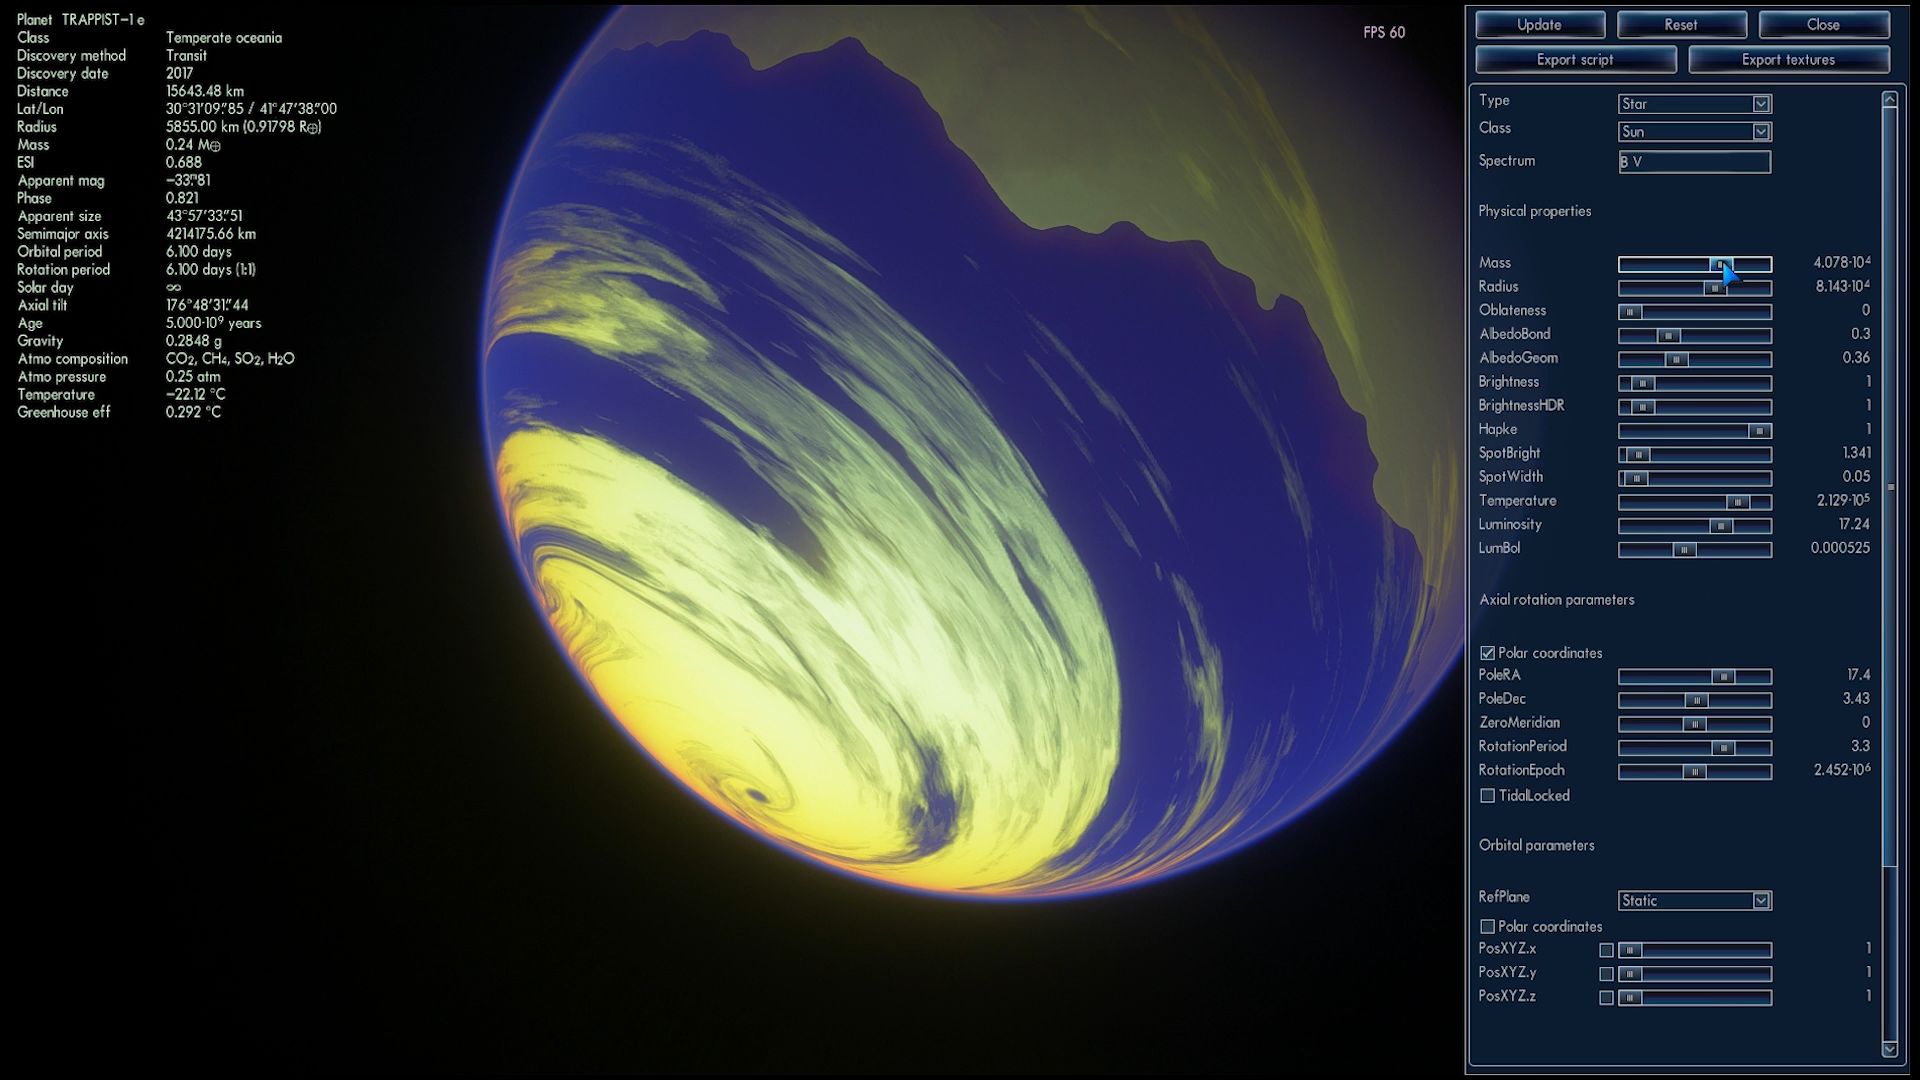 Planet TRAPPIST-1 e
Class Temperate oceania
Discovery method Transit
Discovery date 2017
Distance 15643.48 km
Lat/Lon 30°31'09."85 / 41°47'38."00
Radius 5855.00 km (0.91798 R⊕)
Mass 0.24 M⊕
ESI 0.688
Apparent mag −33.ᵐ81
Phase 0.821
Apparent size 43°57'33."51
Semimajor axis 4214175.66 km
Orbital period 6.100 days
Rotation period 6.100 days (1:1)
Solar day ∞
Axial tilt 176°48'31."44
Age 5.000·10⁹ years
Gravity 0.2848 g
Atmo composition CO₂, CH₄, SO₂, H₂O
Atmo pressure 0.25 atm
Temperature −22.12 °C
Greenhouse eff 0.292 °C
FPS 60
Update Reset Close
Export script Export textures
Type Star
Class Sun
Spectrum B V
Physical properties
Mass 4.078·10⁴
Radius 8.143·10⁴
Oblateness 0
AlbedoBond 0.3
AlbedoGeom 0.36
Brightness 1
BrightnessHDR 1
Hapke 1
SpotBright 1.341
SpotWidth 0.05
Temperature 2.129·10⁵
Luminosity 17.24
LumBol 0.000525
Axial rotation parameters
Polar coordinates
PoleRA 17.4
PoleDec 3.43
ZeroMeridian 0
RotationPeriod 3.3
RotationEpoch 2.452·10⁶
TidalLocked
Orbital parameters
RefPlane Static
Polar coordinates
PosXYZ.x 1
PosXYZ.y 1
PosXYZ.z 1